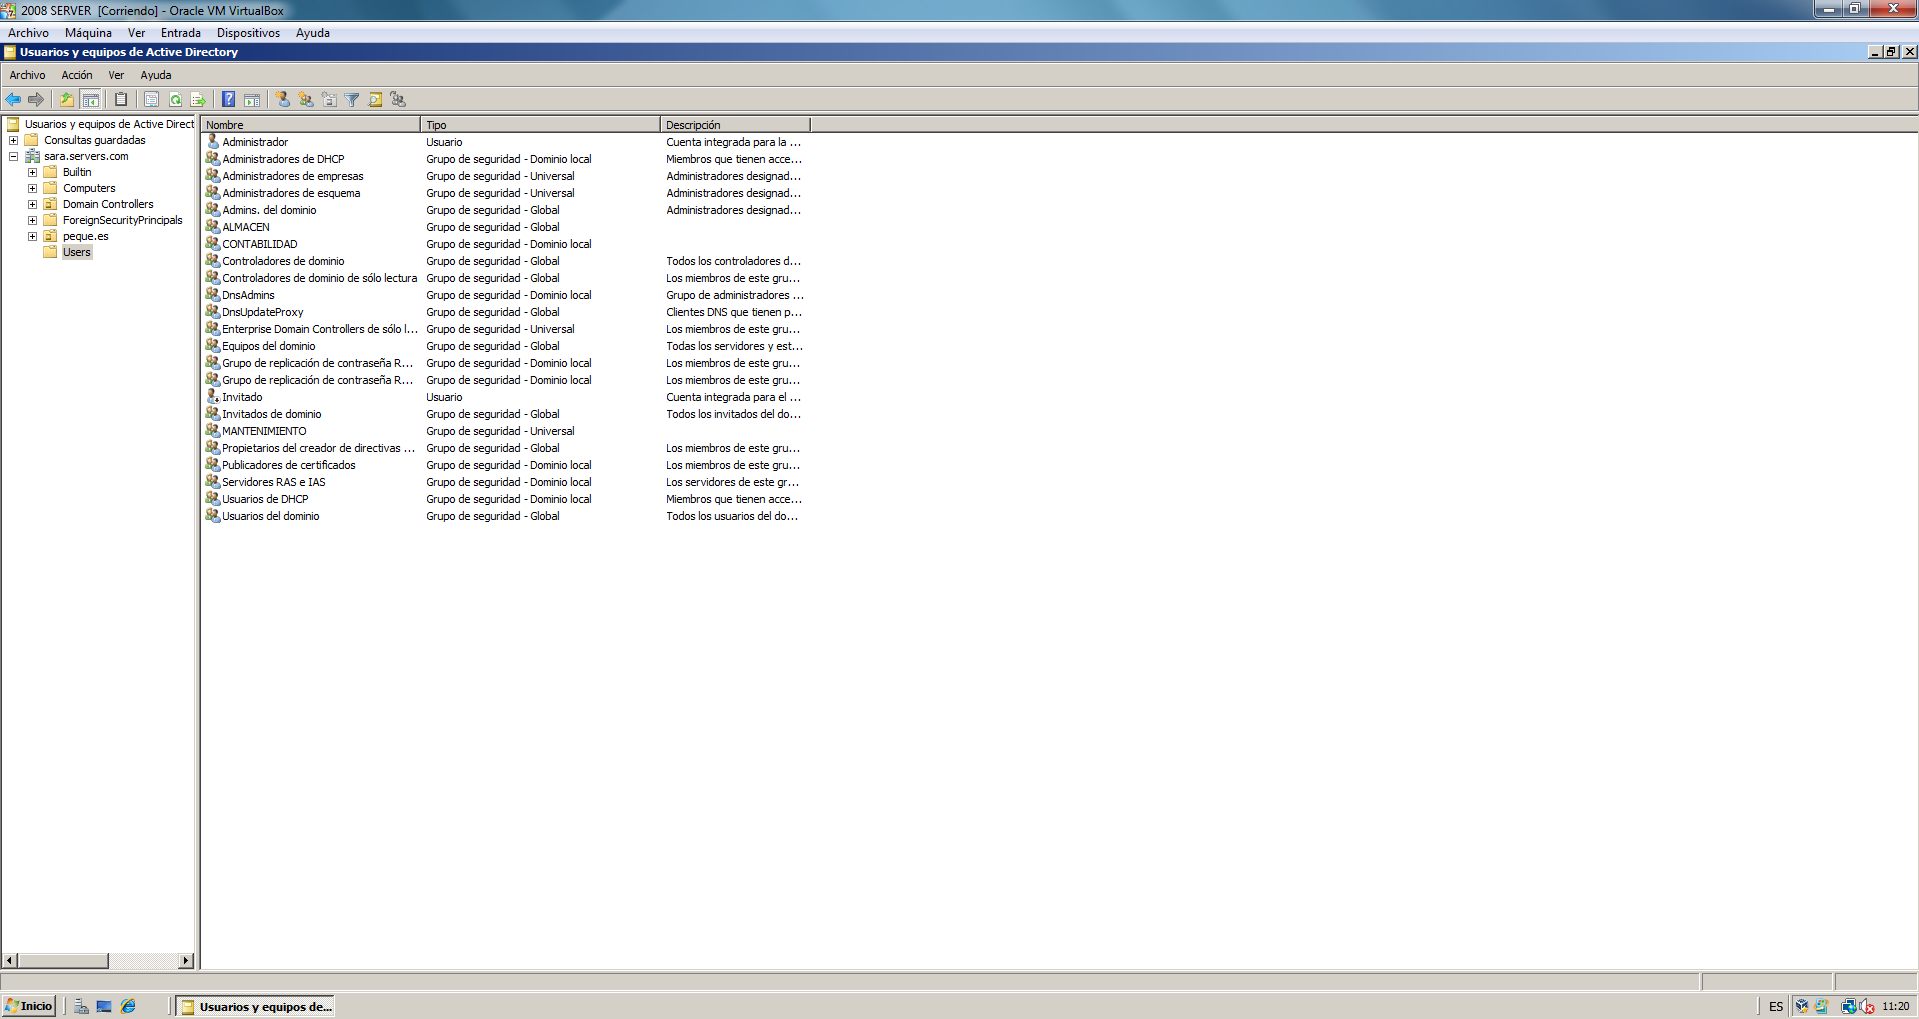 2008 SERVER [Corriendo] - Oracle VM VirtualBox
Archivo Máquina Ver Entrada Dispositivos Ayuda
Usuarios y equipos de Active Directory
Archivo Acción Ver Ayuda
Usuarios y equipos de Active Direct
Consultas guardadas
sara.servers.com
Builtin
Computers
Domain Controllers
ForeignSecurityPrincipals
peque.es
Users
Nombre Tipo Descripción
Administrador Usuario Cuenta integrada para la ...
Administradores de DHCP Grupo de seguridad - Dominio local Miembros que tienen acce...
Administradores de empresas Grupo de seguridad - Universal Administradores designad...
Administradores de esquema Grupo de seguridad - Universal Administradores designad...
Admins. del dominio Grupo de seguridad - Global Administradores designad...
ALMACEN Grupo de seguridad - Global
CONTABILIDAD Grupo de seguridad - Dominio local
Controladores de dominio Grupo de seguridad - Global Todos los controladores d...
Controladores de dominio de sólo lectura Grupo de seguridad - Global Los miembros de este gru...
DnsAdmins Grupo de seguridad - Dominio local Grupo de administradores ...
DnsUpdateProxy Grupo de seguridad - Global Clientes DNS que tienen p...
Enterprise Domain Controllers de sólo l... Grupo de seguridad - Universal Los miembros de este gru...
Equipos del dominio Grupo de seguridad - Global Todas los servidores y est...
Grupo de replicación de contraseña R... Grupo de seguridad - Dominio local Los miembros de este gru...
Grupo de replicación de contraseña R... Grupo de seguridad - Dominio local Los miembros de este gru...
Invitado Usuario Cuenta integrada para el ...
Invitados de dominio Grupo de seguridad - Global Todos los invitados del do...
MANTENIMIENTO Grupo de seguridad - Universal
Propietarios del creador de directivas ... Grupo de seguridad - Global Los miembros de este gru...
Publicadores de certificados Grupo de seguridad - Dominio local Los miembros de este gru...
Servidores RAS e IAS Grupo de seguridad - Dominio local Los servidores de este gr...
Usuarios de DHCP Grupo de seguridad - Dominio local Miembros que tienen acce...
Usuarios del dominio Grupo de seguridad - Global Todos los usuarios del do...
Inicio Usuarios y equipos de... ES 11:20